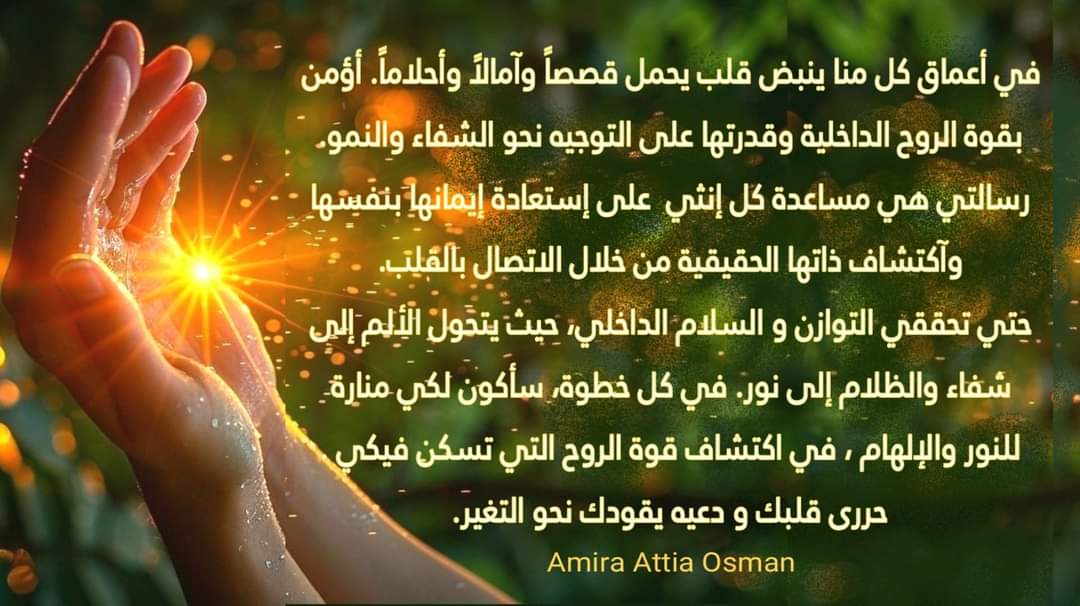 في أعماق كل منا ينبض قلب يحمل قصصاً وآمالاً وأحلاماً. أؤمن
بقوة الروح الداخلية وقدرتها على التوجيه نحو الشفاء والنمو.
رسالتي هي مساعدة كل إنثي على إستعادة إيمانها بنفسها
وآكتشاف ذاتها الحقيقية من خلال الاتصال بالقلب.
حتي تحققي التوازن و السلام الداخلي، حيث يتحول الألم إلى
شفاء والظلام إلى نور. في كل خطوة، سأكون لكي منارة
للنور والإلهام ، في اكتشاف قوة الروح التي تسكن فيكي .
حررى قلبك و دعيه يقودك نحو التغير.
Amira Attia Osman